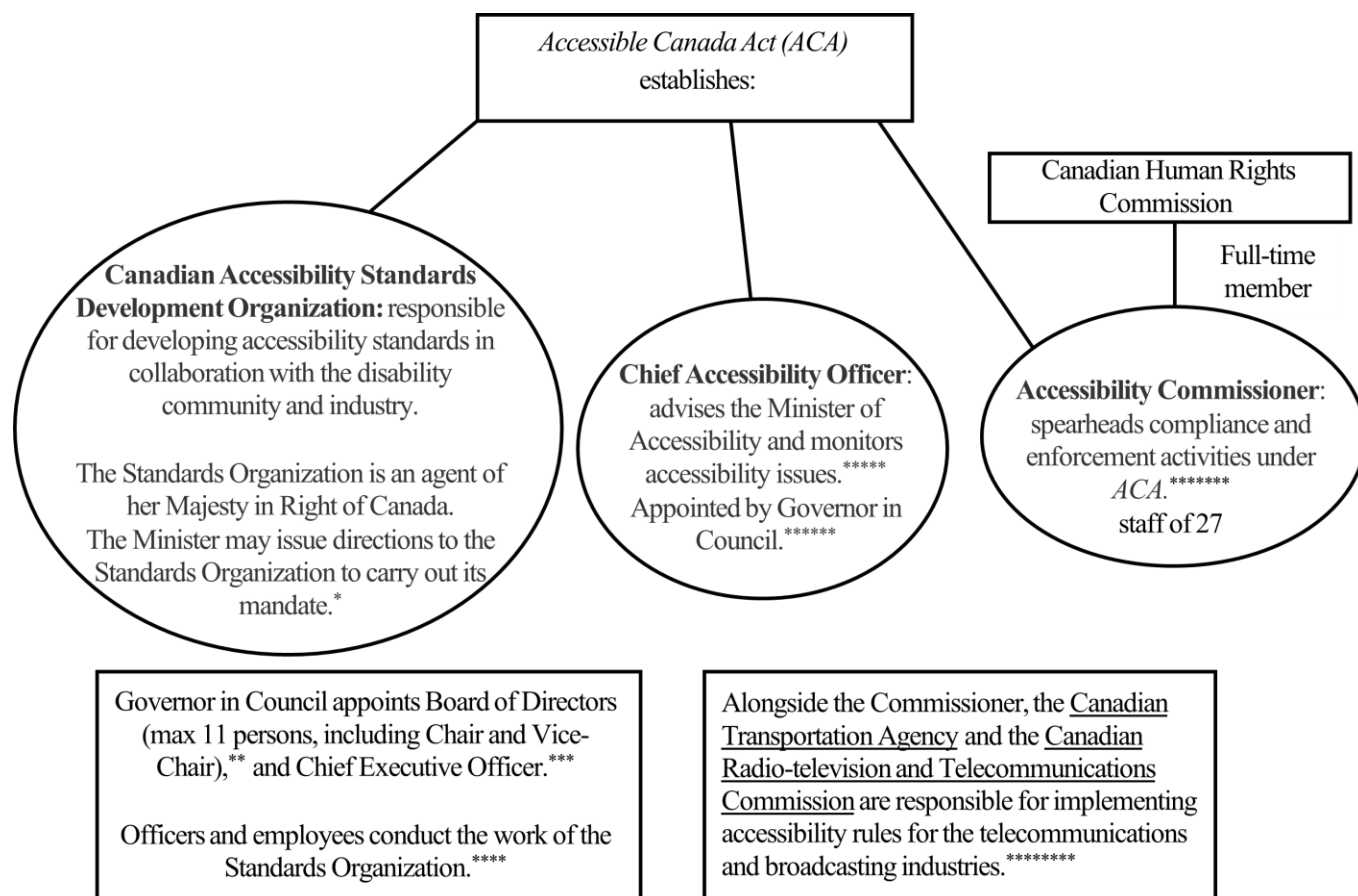 Accessible Canada Act (ACA)
establishes:
Canadian Human Rights
Commission
Full-time
member
Canadian Accessibility Standards
Development Organization: responsible
for developing accessibility standards in
collaboration with the disability
community and industry.
The Standards Organization is an agent of
her Majesty in Right of Canada.
The Minister may issue directions to the
Standards Organization to carry out its
mandate.*
Chief Accessibility Officer:
advises the Minister of
Accessibility and monitors
accessibility issues.*****
Appointed by Governor in
Council.******
Accessibility Commissioner:
spearheads compliance and
enforcement activities under
ACA.*******
staff of 27
Governor in Council appoints Board of Directors
(max 11 persons, including Chair and Vice-
Chair),** and Chief Executive Officer.***
Officers and employees conduct the work of the
Standards Organization.****
Alongside the Commissioner, the Canadian
Transportation Agency and the Canadian
Radio-television and Telecommunications
Commission are responsible for implementing
accessibility rules for the telecommunications
and broadcasting industries.********